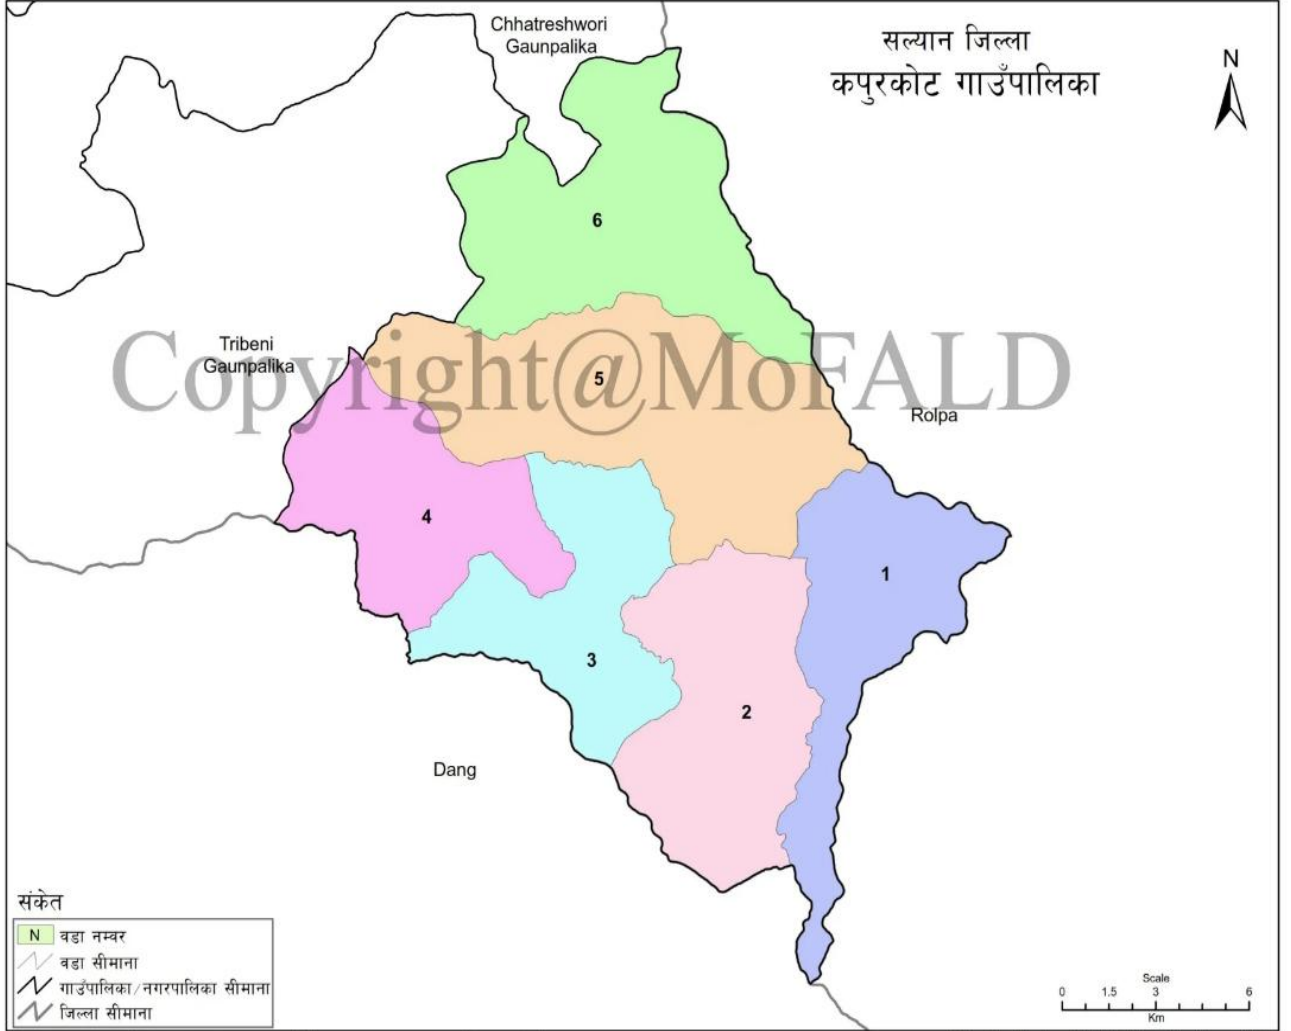 Chhatreshwori
Gaunpalika
सल्यान जिल्ला
कपुरकोट गाउँपालिका
N
6
Tribeni
Gaunpalika
Copyright@MoFALD
5
Rolpa
4
1
3
2
Dang
संकेत
N वडा नम्बर
वडा सीमाना
गाउँपालिका/नगरपालिका सीमाना
जिल्ला सीमाना
Scale
0 1.5 3 6
Km